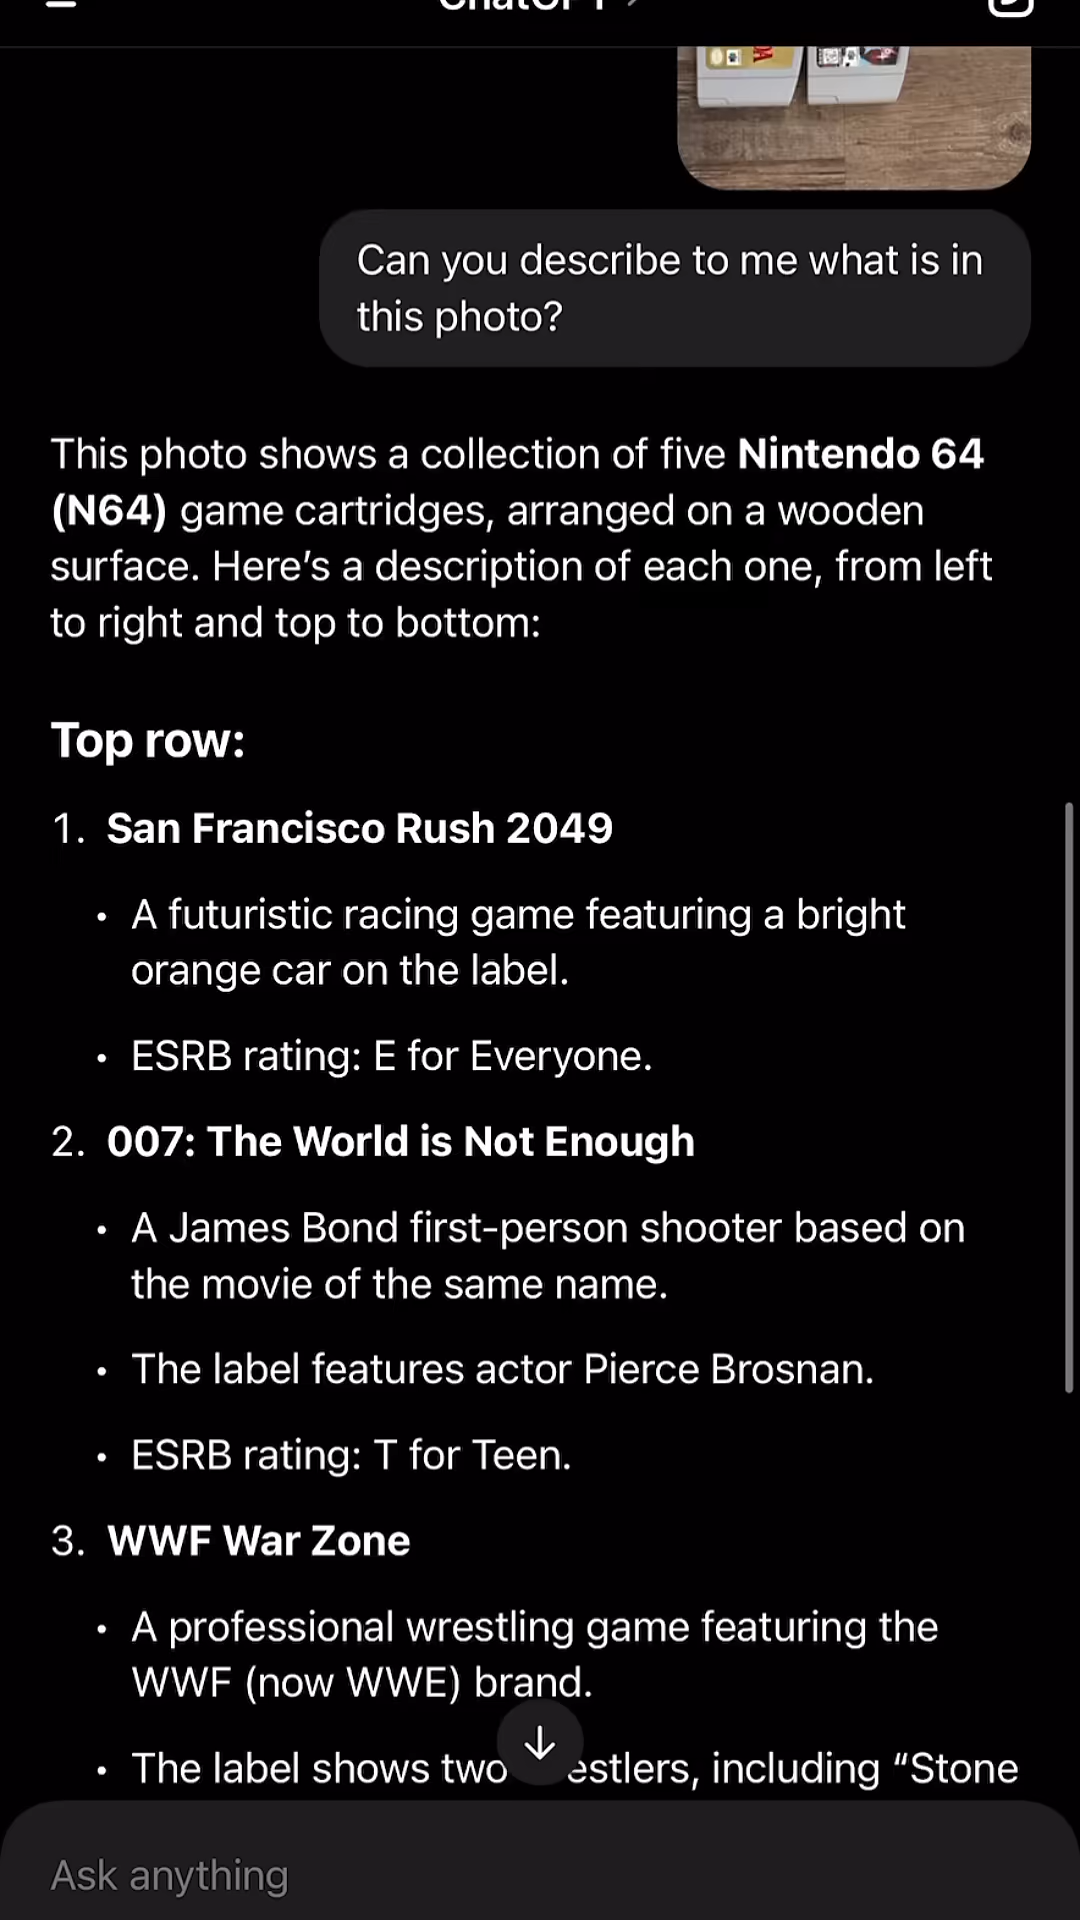 ChatGPT
Can you describe to me what is in
this photo?
This photo shows a collection of five Nintendo 64
(N64) game cartridges, arranged on a wooden
surface. Here’s a description of each one, from left
to right and top to bottom:
Top row:
1. San Francisco Rush 2049
• A futuristic racing game featuring a bright
orange car on the label.
• ESRB rating: E for Everyone.
2. 007: The World is Not Enough
• A James Bond first-person shooter based on
the movie of the same name.
• The label features actor Pierce Brosnan.
• ESRB rating: T for Teen.
3. WWF War Zone
• A professional wrestling game featuring the
WWF (now WWE) brand.
• The label shows two estlers, including “Stone
Ask anything